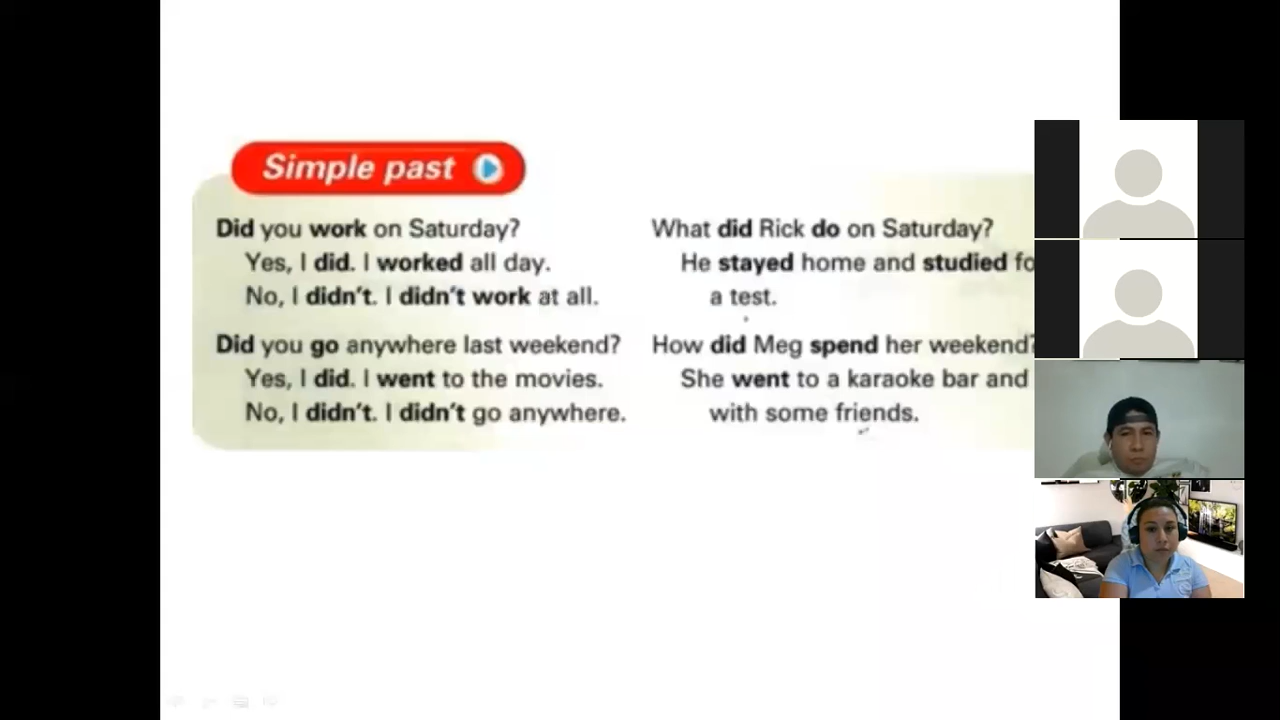 Simple past
Did you work on Saturday?
Yes, I did. I worked all day.
No, I didn't. I didn't work at all.
Did you go anywhere last weekend?
Yes, I did. I went to the movies.
No, I didn't. I didn't go anywhere.
What did Rick do on Saturday?
He stayed home and studied
a test.
How did Meg spend her weekend?
She went to a karaoke bar and
with some friends.